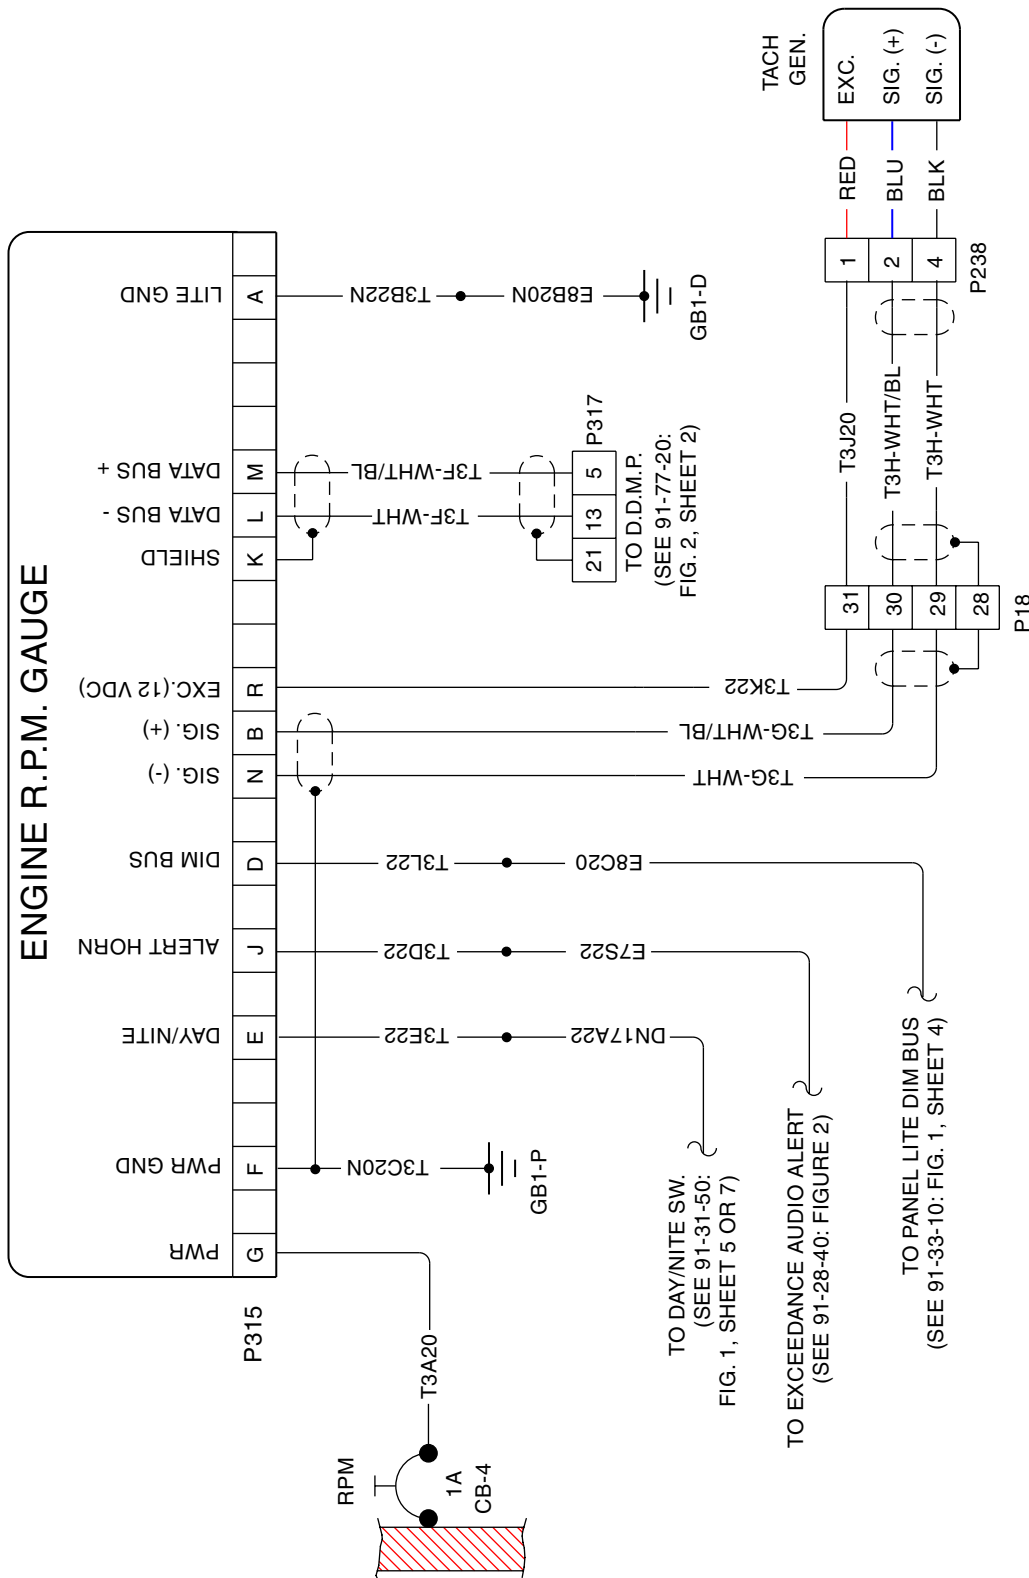 ENGINE R.P.M. GAUGE
P315
PWR
G
PWR GND
F
DAY/NITE
E
ALERT HORN
J
DIM BUS
D
SIG. (-)
N
SIG. (+)
B
EXC.(12 VDC)
R
SHIELD
K
DATA BUS -
L
DATA BUS +
M
LITE GND
A
RPM
1A
CB-4
T3A20
T3C20N
GB1-P
T3E22
DN17A22
TO DAY/NITE SW.
(SEE 91-31-50:
FIG. 1, SHEET 5 OR 7)
T3D22
E7S22
TO EXCEEDANCE AUDIO ALERT
(SEE 91-28-40: FIGURE 2)
T3L22
E8C20
TO PANEL LITE DIM BUS
(SEE 91-33-10: FIG. 1, SHEET 4)
T3G-WHT
T3G-WHT/BL
T3K22
T3F-WHT
T3F-WHT/BL
21
13
5
P317
TO D.D.M.P.
(SEE 91-77-20:
FIG. 2, SHEET 2)
T3B22N
E8B20N
GB1-D
31
30
29
28
P18
T3J20
T3H-WHT/BL
T3H-WHT
1
2
4
P238
RED
BLU
BLK
TACH
GEN.
EXC.
SIG. (+)
SIG. (-)